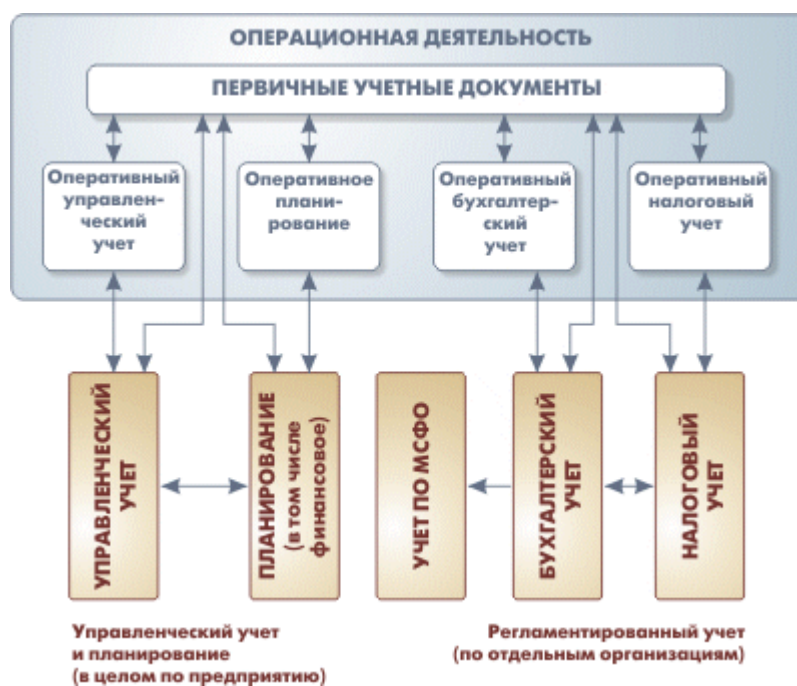 ОПЕРАЦИОННАЯ ДЕЯТЕЛЬНОСТЬ
ПЕРВИЧНЫЕ УЧЕТНЫЕ ДОКУМЕНТЫ
Оперативный
управлен-
ческий
учет
Оперативное
плани-
рование
Оперативный
бухгалтер-
ский
учет
Оперативный
налоговый
учет
УПРАВЛЕНЧЕСКИЙ
УЧЕТ
ПЛАНИРОВАНИЕ
(в том числе
финансовое)
УЧЕТ ПО МСФО
БУХГАЛТЕРСКИЙ
УЧЕТ
НАЛОГОВЫЙ
УЧЕТ
Управленческий учет
и планирование
(в целом по предприятию)
Регламентированный учет
(по отдельным организациям)